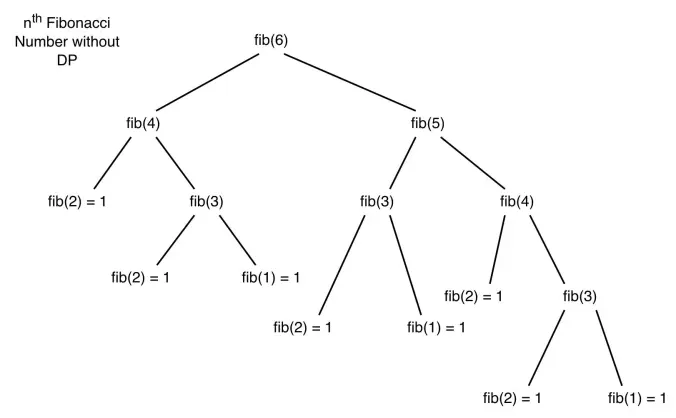 nth Fibonacci
Number without
DP
fib(6)
fib(4)
fib(5)
fib(2) = 1
fib(3)
fib(3)
fib(4)
fib(2) = 1
fib(1) = 1
fib(2) = 1
fib(3)
fib(2) = 1
fib(1) = 1
fib(2) = 1
fib(1) = 1